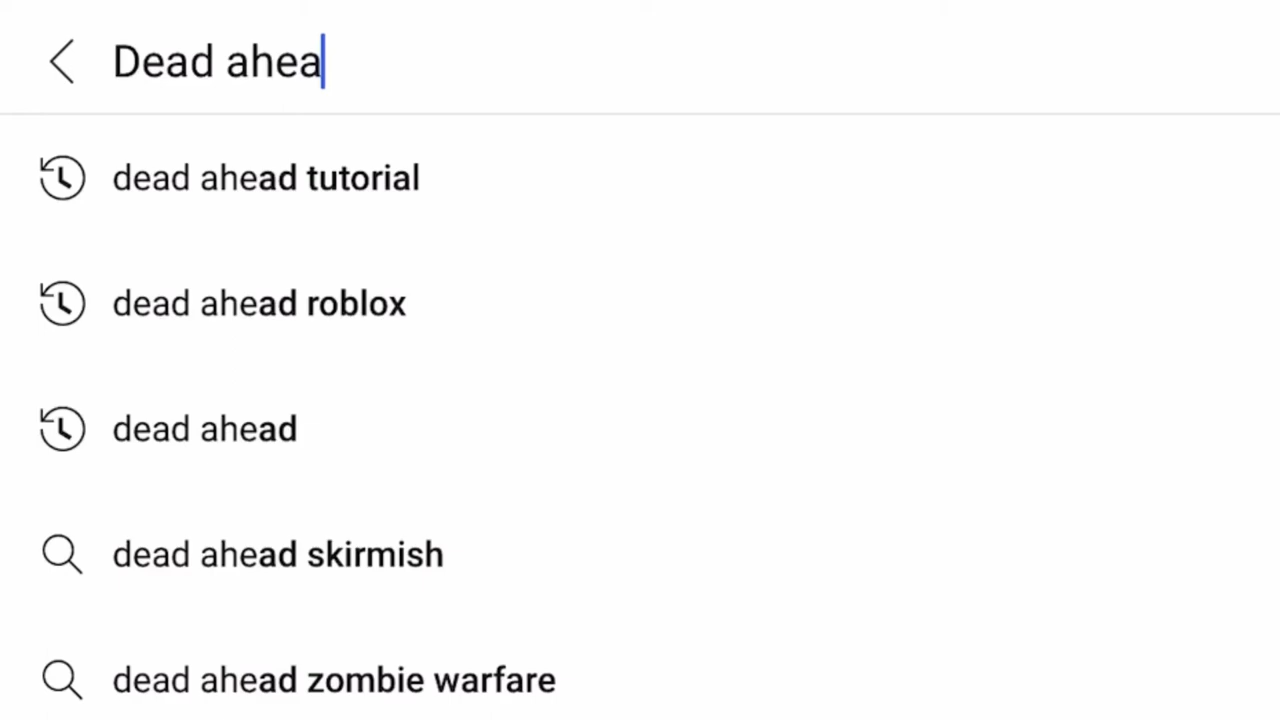 Dead ahea
dead ahead tutorial
dead ahead roblox
dead ahead
dead ahead skirmish
dead ahead zombie warfare